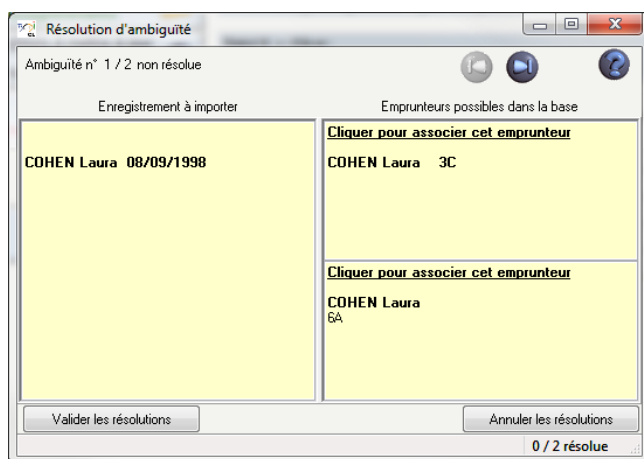 Résolution d'ambiguïté
Ambiguïté n° 1 / 2 non résolue
Enregistrement à importer
COHEN Laura 08/09/1998
Emprunteurs possibles dans la base
Cliquer pour associer cet emprunteur
COHEN Laura 3C
Cliquer pour associer cet emprunteur
COHEN Laura
6A
Valider les résolutions
Annuler les résolutions
0 / 2 résolue